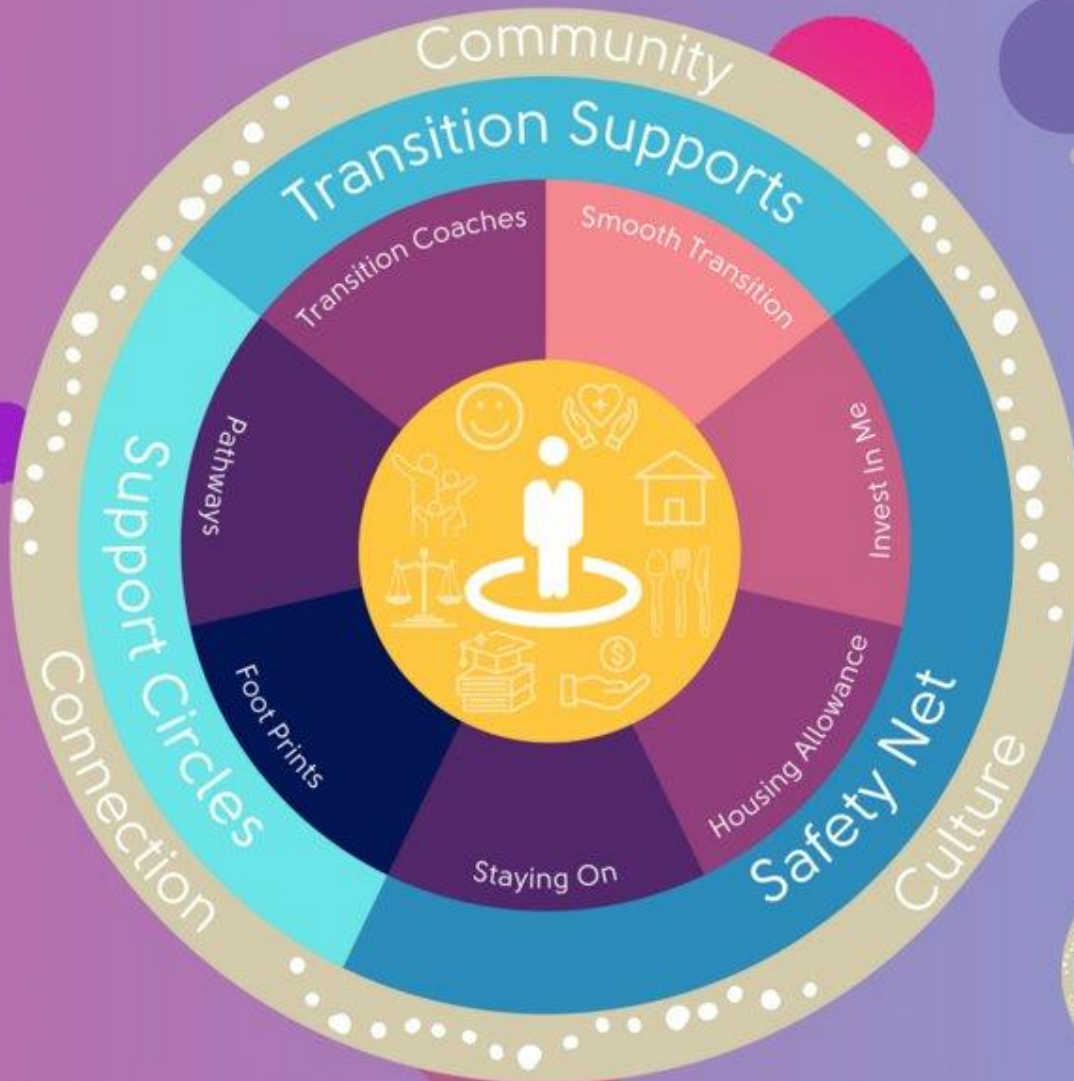 Community
Transition Supports
Transition Coaches
Smooth Transition
Pathways
Invest In Me
Support Circles
Foot Prints
Housing Allowance
Staying On
Safety Net
Connection
Culture
$